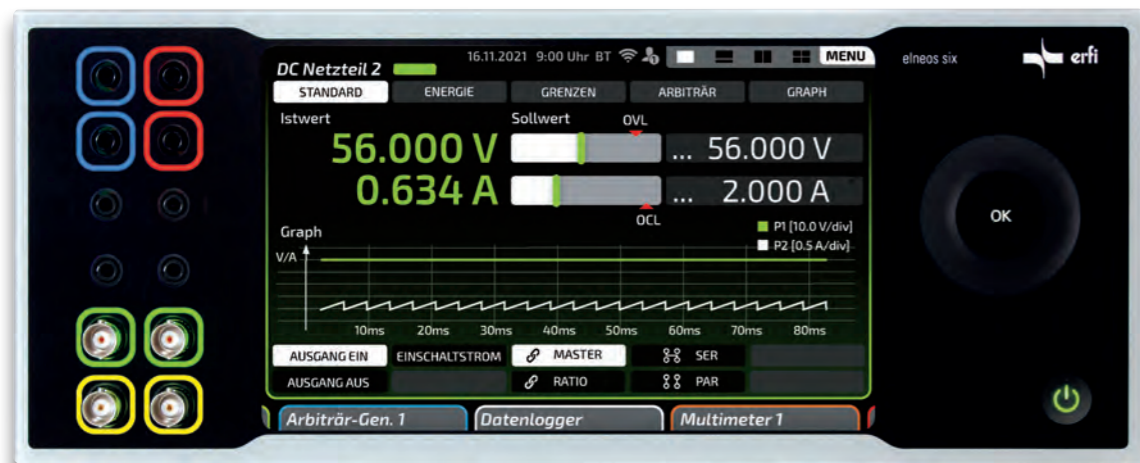 16.11.2021 9:00 Uhr BT MENU
elneos six
erfi
DC Netzteil 2
STANDARD ENERGIE GRENZEN ARBITRÄR GRAPH
Istwert Sollwert OVL
56.000 V ... 56.000 V
0.634 A ... 2.000 A
OCL
OK
Graph
P1 [10.0 V/div]
P2 [0.5 A/div]
V/A
10ms 20ms 30ms 40ms 50ms 60ms 70ms 80ms
AUSGANG EIN EINSCHALTSTROM MASTER SER
AUSGANG AUS RATIO PAR
Arbiträr-Gen. 1 Datenlogger Multimeter 1